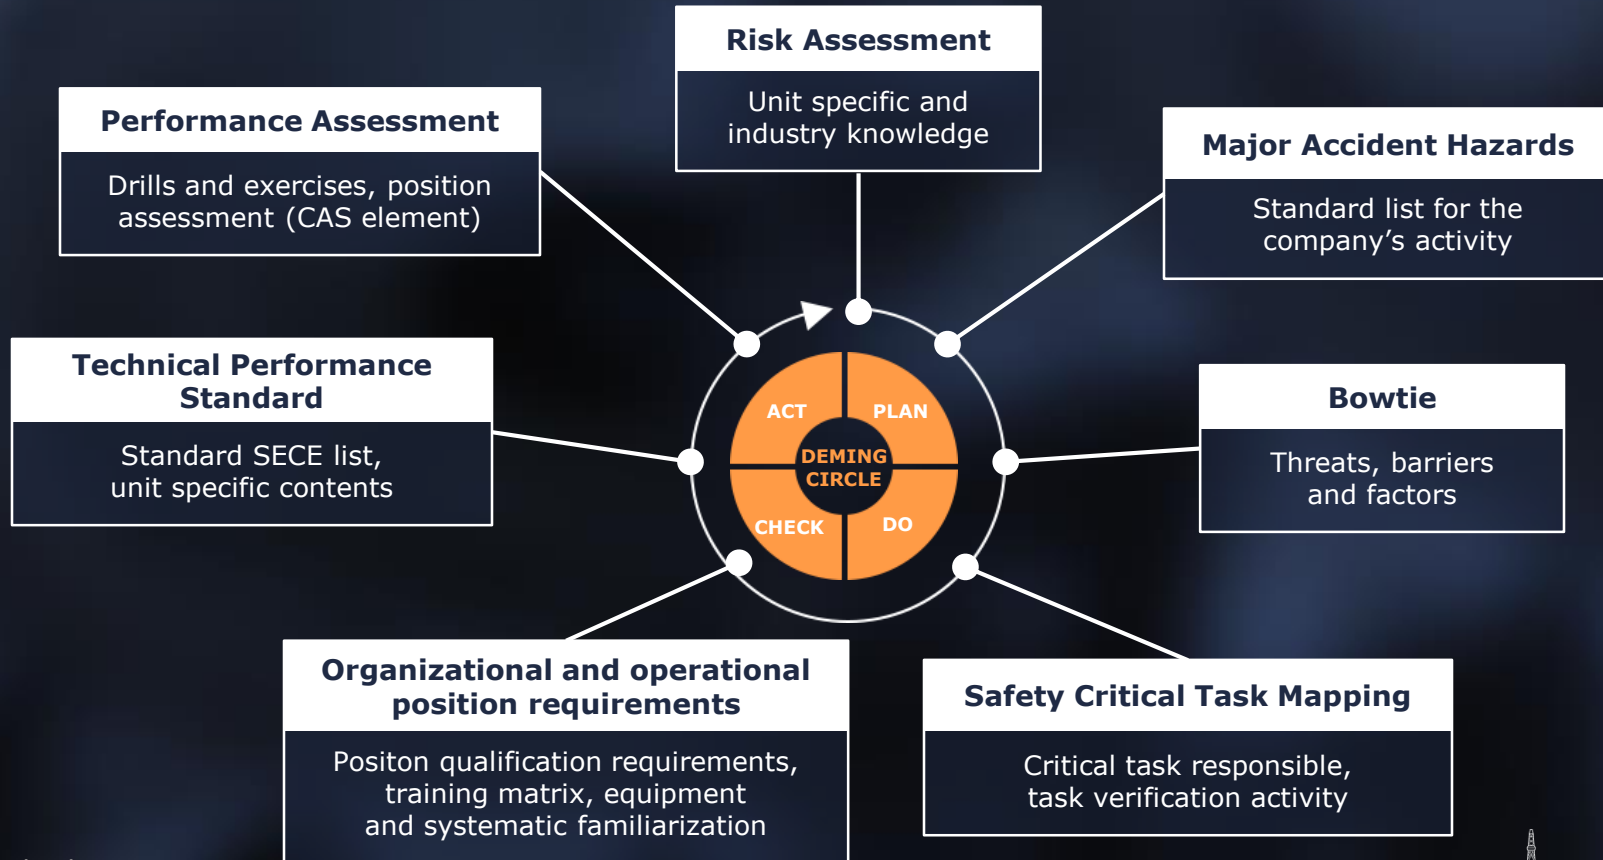 Risk Assessment
Unit specific and
industry knowledge
Major Accident Hazards
Standard list for the
company's activity
Bowtie
Threats, barriers
and factors
Safety Critical Task Mapping
Critical task responsible,
task verification activity
Organizational and operational
position requirements
Positon qualification requirements,
training matrix, equipment
and systematic familiarization
Technical Performance
Standard
Standard SECE list,
unit specific contents
Performance Assessment
Drills and exercises, position
assessment (CAS element)
ACT
PLAN
DEMING
CIRCLE
CHECK
DO